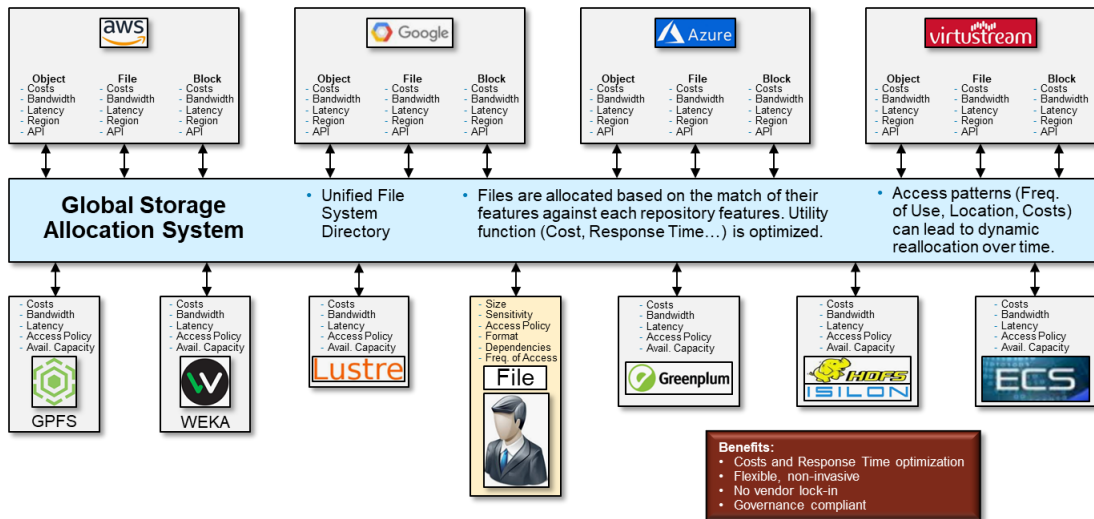 aws
Object File Block
- Costs - Costs - Costs
- Bandwidth - Bandwidth - Bandwidth
- Latency - Latency - Latency
- Region - Region - Region
- API - API - API
Google
Object File Block
- Costs - Costs - Costs
- Bandwidth - Bandwidth - Bandwidth
- Latency - Latency - Latency
- Region - Region - Region
- API - API - API
Azure
Object File Block
- Costs - Costs - Costs
- Bandwidth - Bandwidth - Bandwidth
- Latency - Latency - Latency
- Region - Region - Region
- API - API - API
virtustream
Object File Block
- Costs - Costs - Costs
- Bandwidth - Bandwidth - Bandwidth
- Latency - Latency - Latency
- Region - Region - Region
- API - API - API
Global Storage
Allocation System
• Unified File
System
Directory
• Files are allocated based on the match of their
features against each repository features. Utility
function (Cost, Response Time…) is optimized.
• Access patterns (Freq.
of Use, Location, Costs)
can lead to dynamic
reallocation over time.
- Costs
- Bandwidth
- Latency
- Access Policy
- Avail. Capacity
GPFS
- Costs
- Bandwidth
- Latency
- Access Policy
- Avail. Capacity
WEKA
- Costs
- Bandwidth
- Latency
- Access Policy
- Avail. Capacity
Lustre
- Size
- Sensitivity
- Access Policy
- Format
- Dependencies
- Freq. of Access
File
- Costs
- Bandwidth
- Latency
- Access Policy
- Avail. Capacity
Greenplum
- Costs
- Bandwidth
- Latency
- Access Policy
- Avail. Capacity
HDFS
ISILON
- Costs
- Bandwidth
- Latency
- Access Policy
- Avail. Capacity
ECS
Benefits:
• Costs and Response Time optimization
• Flexible, non-invasive
• No vendor lock-in
• Governance compliant